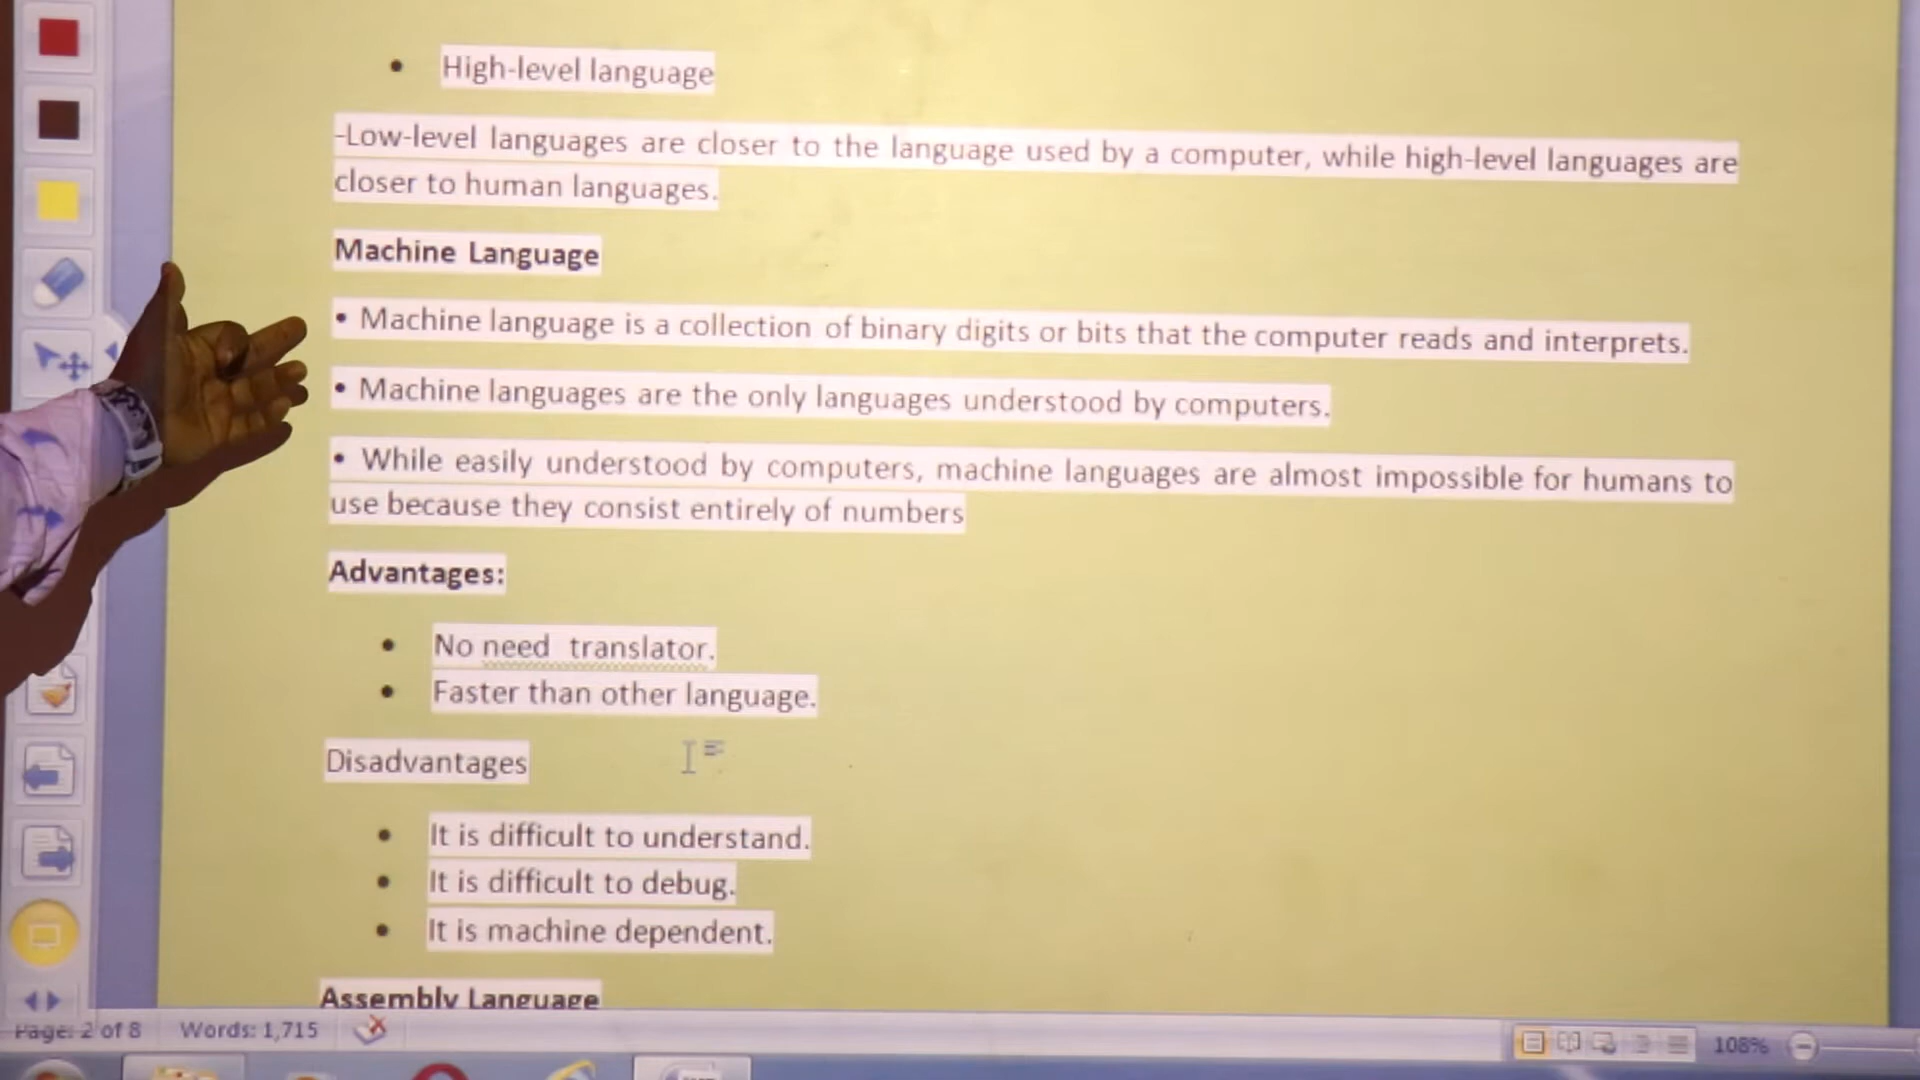 • High-level language
-Low-level languages are closer to the language used by a computer, while high-level languages are
closer to human languages.
Machine Language
• Machine language is a collection of binary digits or bits that the computer reads and interprets.
• Machine languages are the only languages understood by computers.
• While easily understood by computers, machine languages are almost impossible for humans to
use because they consist entirely of numbers
Advantages:
• No need translator.
• Faster than other language.
Disadvantages
• It is difficult to understand.
• It is difficult to debug.
• It is machine dependent.
Assembly Language
Page: 2 of 8 Words: 1,715 108%